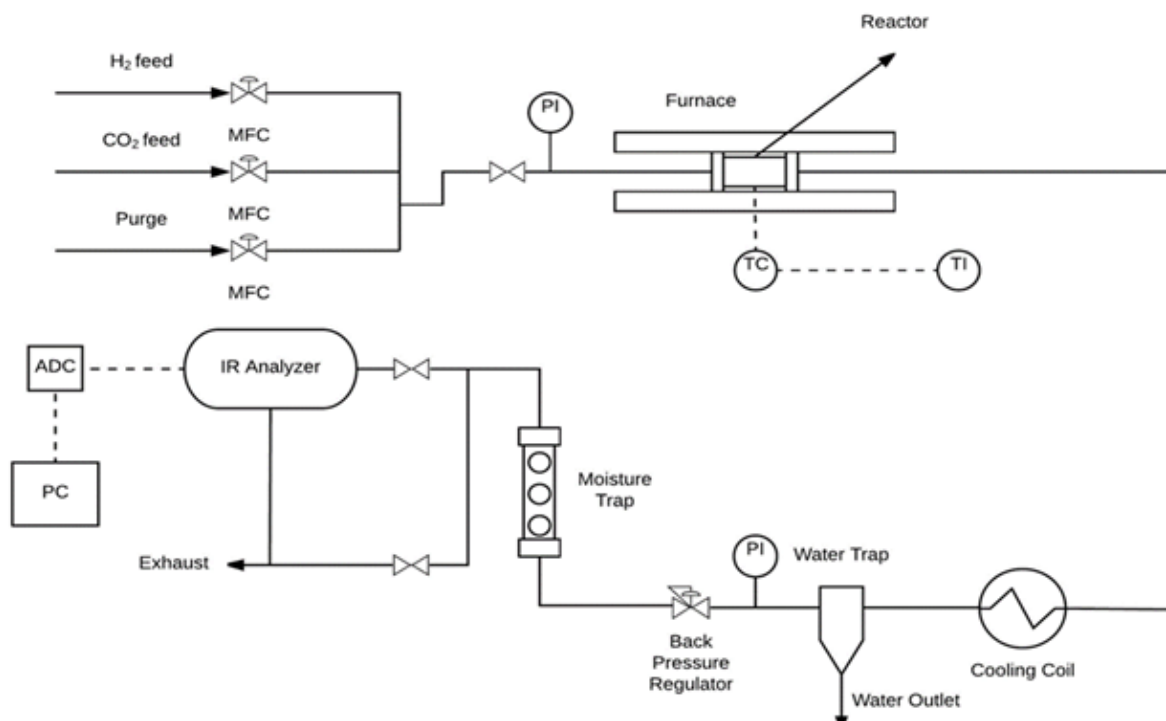 Reactor
H₂ feed
PI
Furnace
MFC
CO₂ feed
MFC
Purge
TC
TI
MFC
ADC
IR Analyzer
PC
Moisture
Trap
Exhaust
PI
Water Trap
Back
Pressure
Regulator
Cooling Coil
Water Outlet